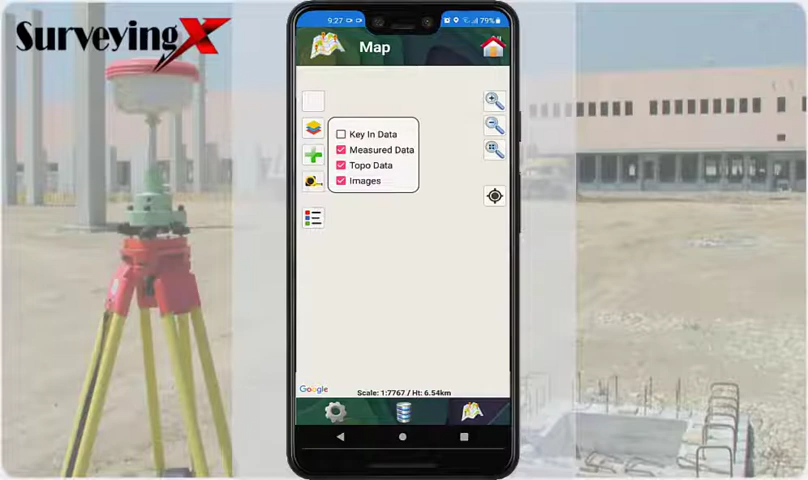 SurveyingX
9:27
79%
Map
Key In Data
Measured Data
Topo Data
Images
Google
Scale: 1:7767 / Ht: 6.54km